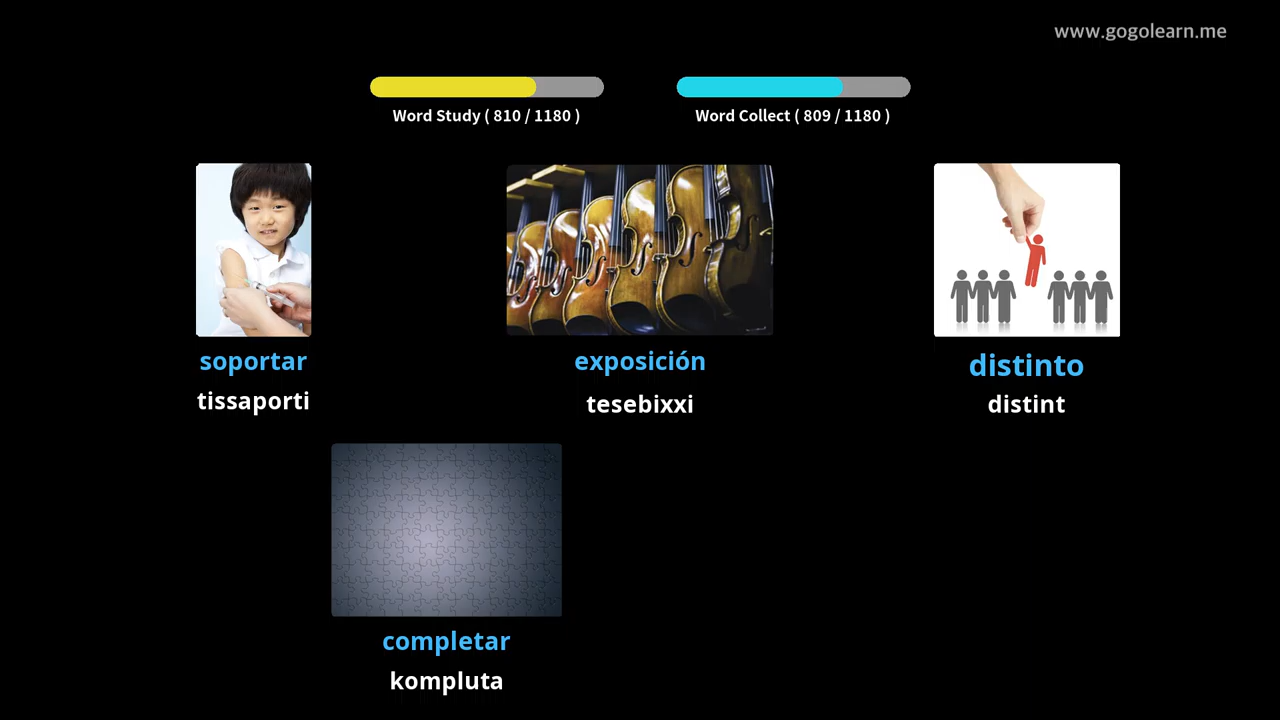 www.gogolearn.me
Word Study ( 810 / 1180 )
Word Collect ( 809 / 1180 )
soportar
tissaporti
exposición
tesebixxi
distinto
distint
completar
kompluta